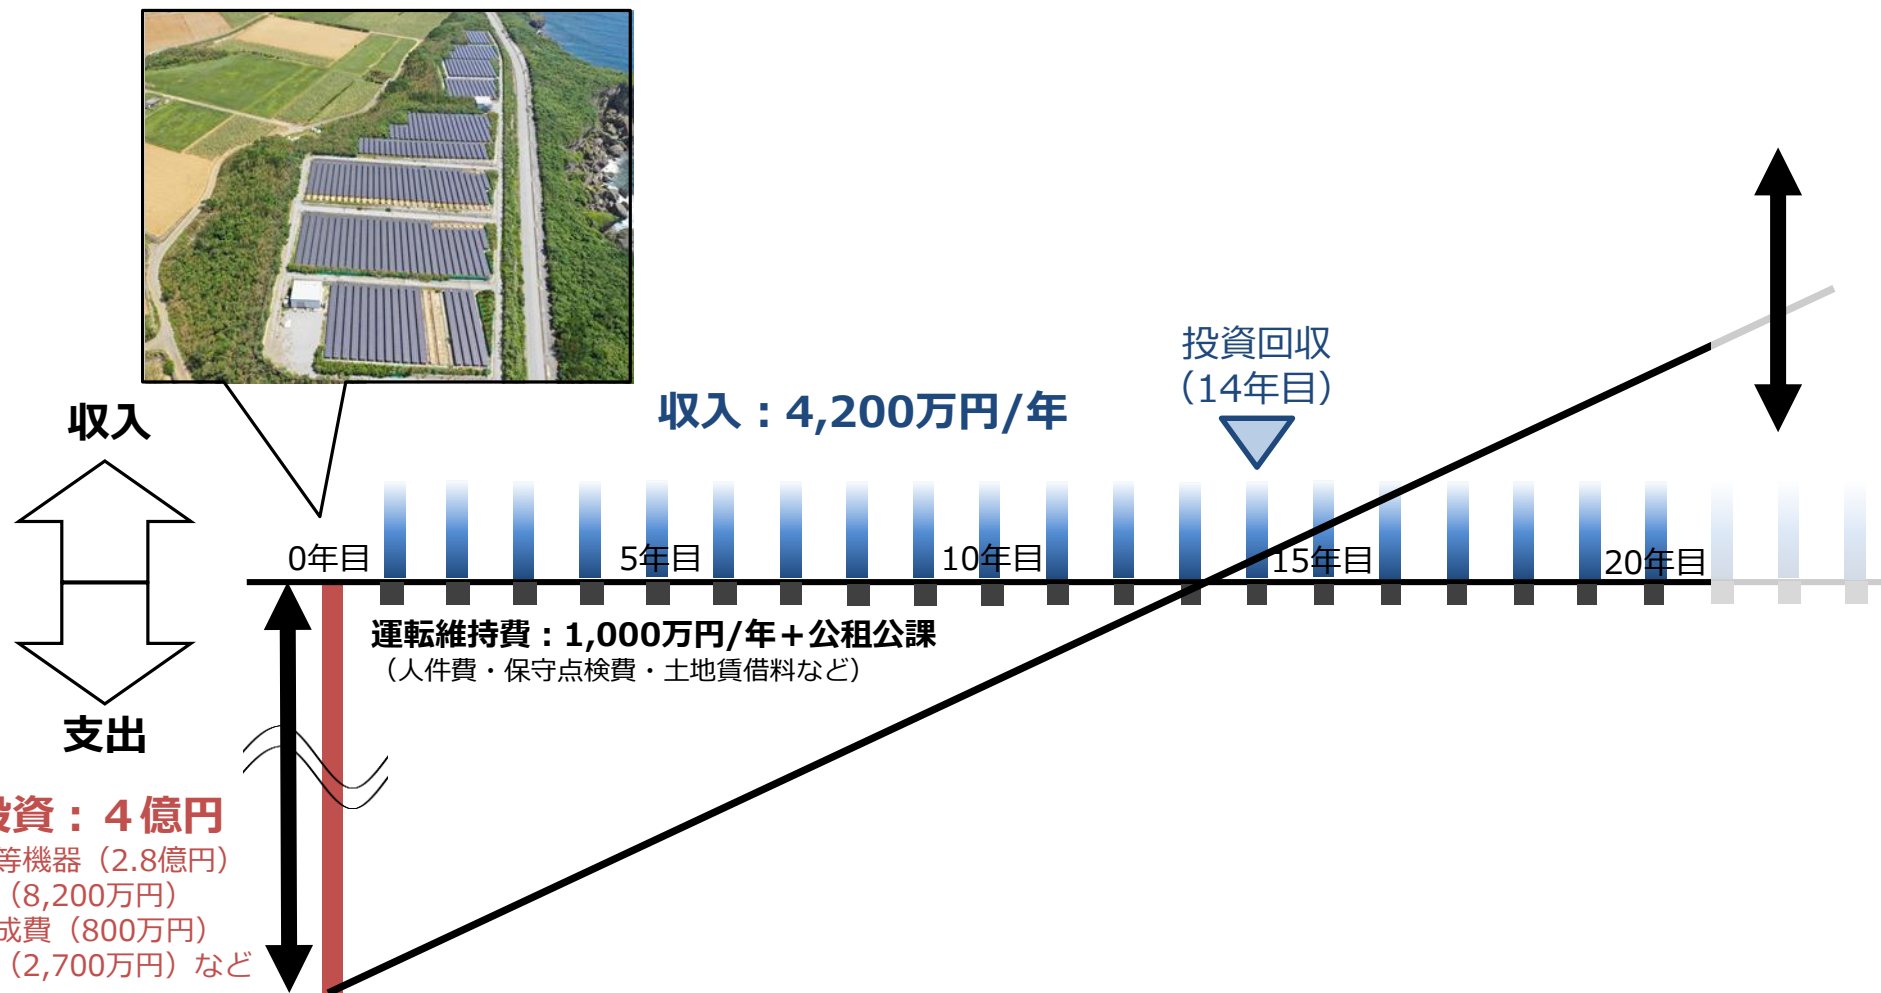 収入
支出
収入：4,200万円/年
投資回収
（14年目）
0年目
5年目
10年目
15年目
20年目
運転維持費：1,000万円/年＋公租公課
（人件費・保守点検費・土地賃借料など）
投資：４億円
等機器（2.8億円）
（8,200万円）
成費（800万円）
（2,700万円）など